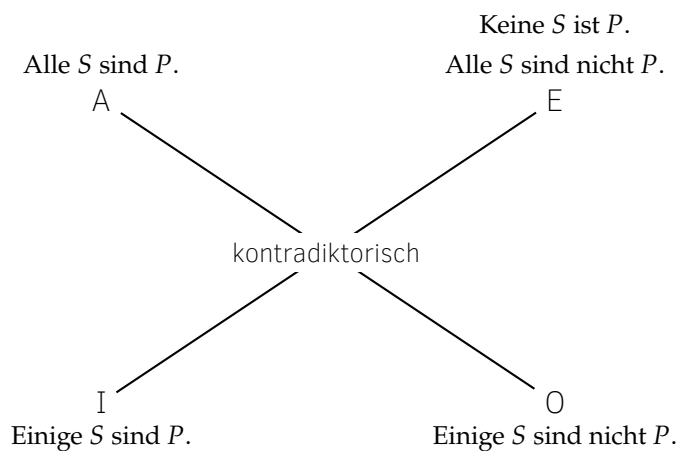 Keine S ist P.
Alle S sind P.
Alle S sind nicht P.
A
E
kontradiktorisch
I
O
Einige S sind P.
Einige S sind nicht P.